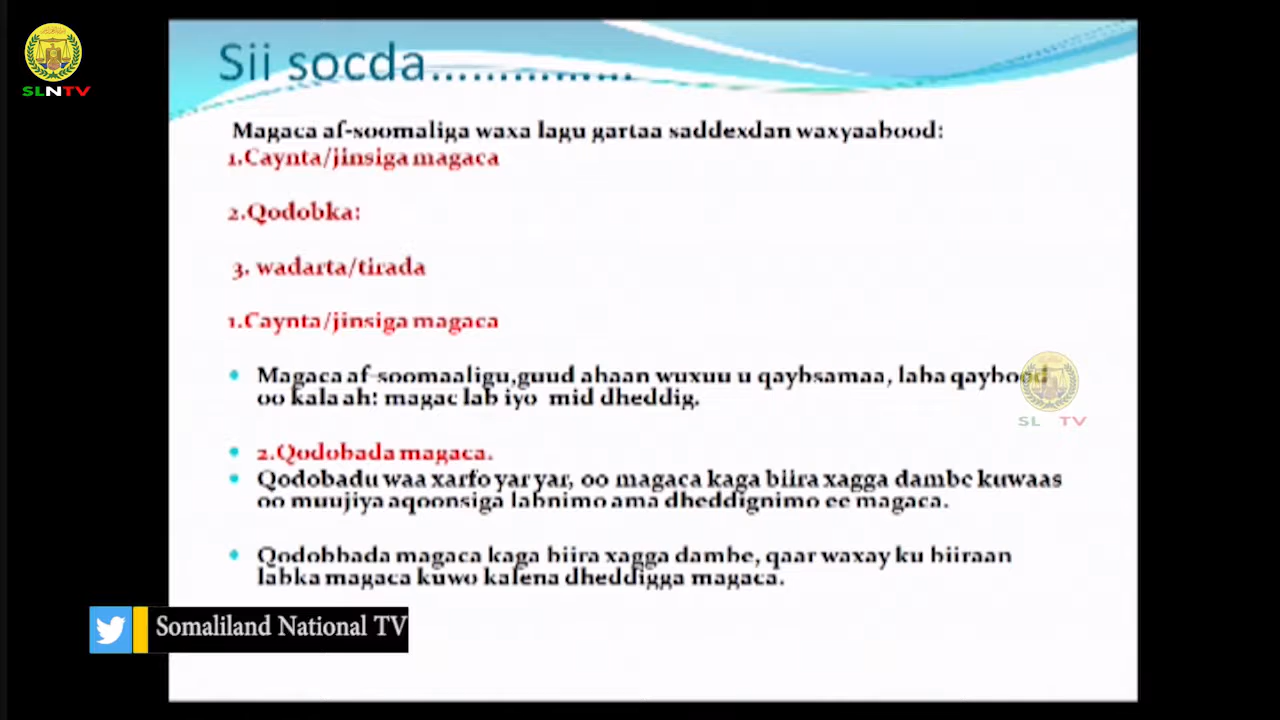 SLNTV
Sii socda……………
Magaca af-soomaliga waxa lagu gartaa saddexdan waxyaabood:
1.Caynta/jinsiga magaca
2.Qodobka:
3. wadarta/tirada
1.Caynta/jinsiga magaca
• Magaca af-soomaaligu,guud ahaan wuxuu u qaybsamaa, laba qaybood
oo kala ah: magac lab iyo mid dheddig.
SL TV
• 2.Qodobada magaca.
• Qodobadu waa xarfo yar yar, oo magaca kaga biira xagga dambe kuwaas
oo muujiya aqoonsiga labnimo ama dheddignimo ee magaca.
• Qodobbada magaca kaga biira xagga dambe, qaar waxay ku biiraan
labka magaca kuwo kalena dheddigga magaca.
Somaliland National TV